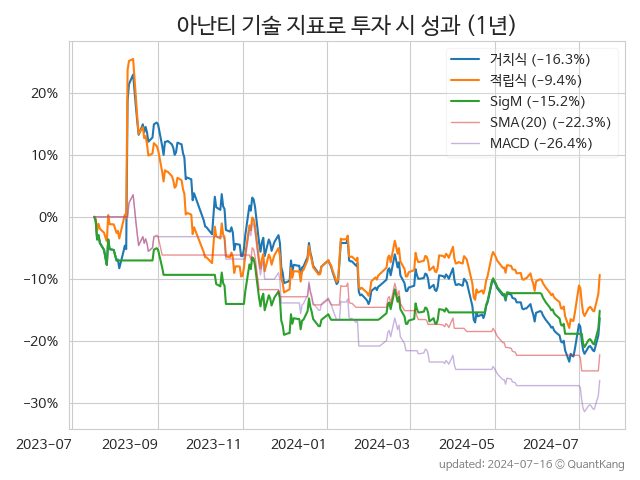 아난티 기술 지표로 투자 시 성과 (1년)
거치식 (−16.3%)
적립식 (−9.4%)
SigM (−15.2%)
SMA(20) (−22.3%)
MACD (−26.4%)
20%
10%
0%
−10%
−20%
−30%
2023-07 2023-09 2023-11 2024-01 2024-03 2024-05 2024-07
updated: 2024-07-16 © QuantKang